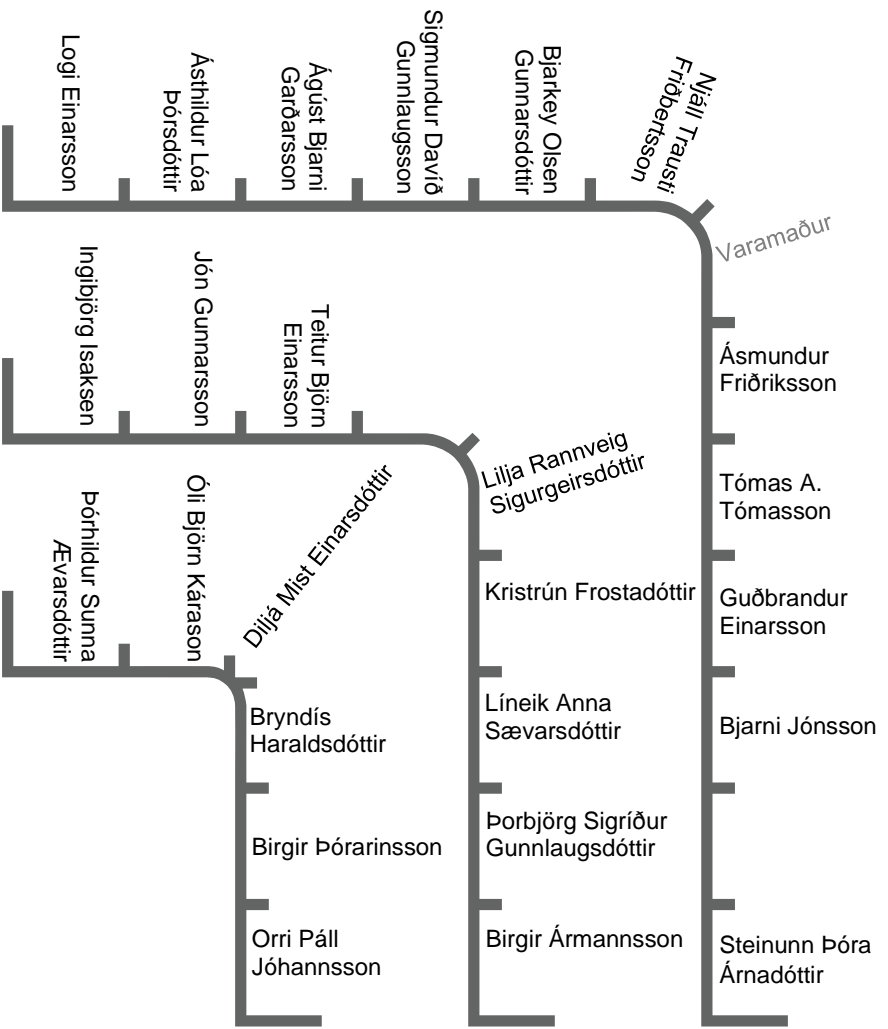 Logi Einarsson
Ásthildur Lóa
Þórsdóttir
Ágúst Bjarni
Garðarsson
Sigmundur Davíð
Gunnlaugsson
Bjarkey Olsen
Gunnarsdóttir
Njáll Trausti
Friðbertsson
Varamaður
Ásmundur
Friðriksson
Tómas A.
Tómasson
Guðbrandur
Einarsson
Bjarni Jónsson
Steinunn Þóra
Árnadóttir
Ingibjörg Isaksen
Jón Gunnarsson
Teitur Björn
Einarsson
Lilja Rannveig
Sigurgeirsdóttir
Kristrún Frostadóttir
Líneik Anna
Sævarsdóttir
Þorbjörg Sigríður
Gunnlaugsdóttir
Birgir Ármannsson
Þórhildur Sunna
Ævarsdóttir
Óli Björn Kárason
Diljá Mist Einarsdóttir
Bryndís
Haraldsdóttir
Birgir Þórarinsson
Orri Páll
Jóhannsson